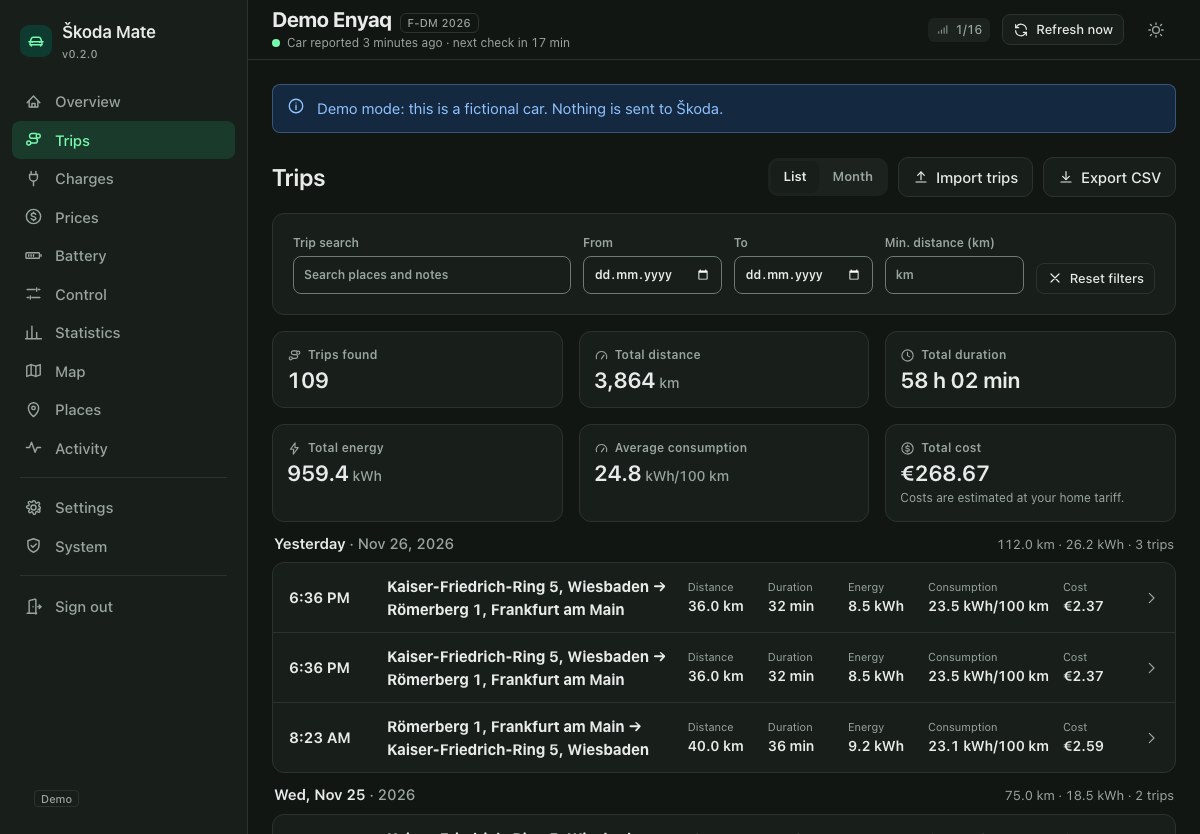 Škoda Mate
v0.2.0
Overview
Trips
Charges
Prices
Battery
Control
Statistics
Map
Places
Activity
Settings
System
Sign out
Demo
Demo Enyaq F-DM 2026
Car reported 3 minutes ago · next check in 17 min
1/16
Refresh now
Demo mode: this is a fictional car. Nothing is sent to Škoda.
Trips
List Month
Import trips
Export CSV
Trip search From To Min. distance (km)
Search places and notes dd.mm.yyyy dd.mm.yyyy km Reset filters
Trips found
109
Total distance
3,864 km
Total duration
58 h 02 min
Total energy
959.4 kWh
Average consumption
24.8 kWh/100 km
Total cost
€268.67
Costs are estimated at your home tariff.
Yesterday · Nov 26, 2026 112.0 km · 26.2 kWh · 3 trips
6:36 PM
Kaiser-Friedrich-Ring 5, Wiesbaden →
Römerberg 1, Frankfurt am Main
Distance Duration Energy Consumption Cost
36.0 km 32 min 8.5 kWh 23.5 kWh/100 km €2.37
6:36 PM
Kaiser-Friedrich-Ring 5, Wiesbaden →
Römerberg 1, Frankfurt am Main
Distance Duration Energy Consumption Cost
36.0 km 32 min 8.5 kWh 23.5 kWh/100 km €2.37
8:23 AM
Römerberg 1, Frankfurt am Main →
Kaiser-Friedrich-Ring 5, Wiesbaden
Distance Duration Energy Consumption Cost
40.0 km 36 min 9.2 kWh 23.1 kWh/100 km €2.59
Wed, Nov 25 · 2026 75.0 km · 18.5 kWh · 2 trips